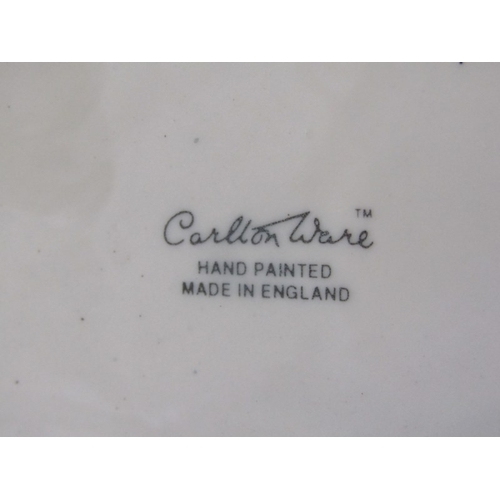 Carlton Ware™
HAND PAINTED
MADE IN ENGLAND